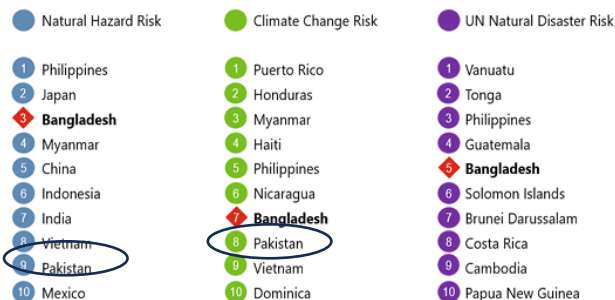 Natural Hazard Risk
1 Philippines
2 Japan
3 Bangladesh
4 Myanmar
5 China
6 Indonesia
7 India
8 Vietnam
9 Pakistan
10 Mexico
Climate Change Risk
1 Puerto Rico
2 Honduras
3 Myanmar
4 Haiti
5 Philippines
6 Nicaragua
7 Bangladesh
8 Pakistan
9 Vietnam
10 Dominica
UN Natural Disaster Risk
1 Vanuatu
2 Tonga
3 Philippines
4 Guatemala
5 Bangladesh
6 Solomon Islands
7 Brunei Darussalam
8 Costa Rica
9 Cambodia
10 Papua New Guinea